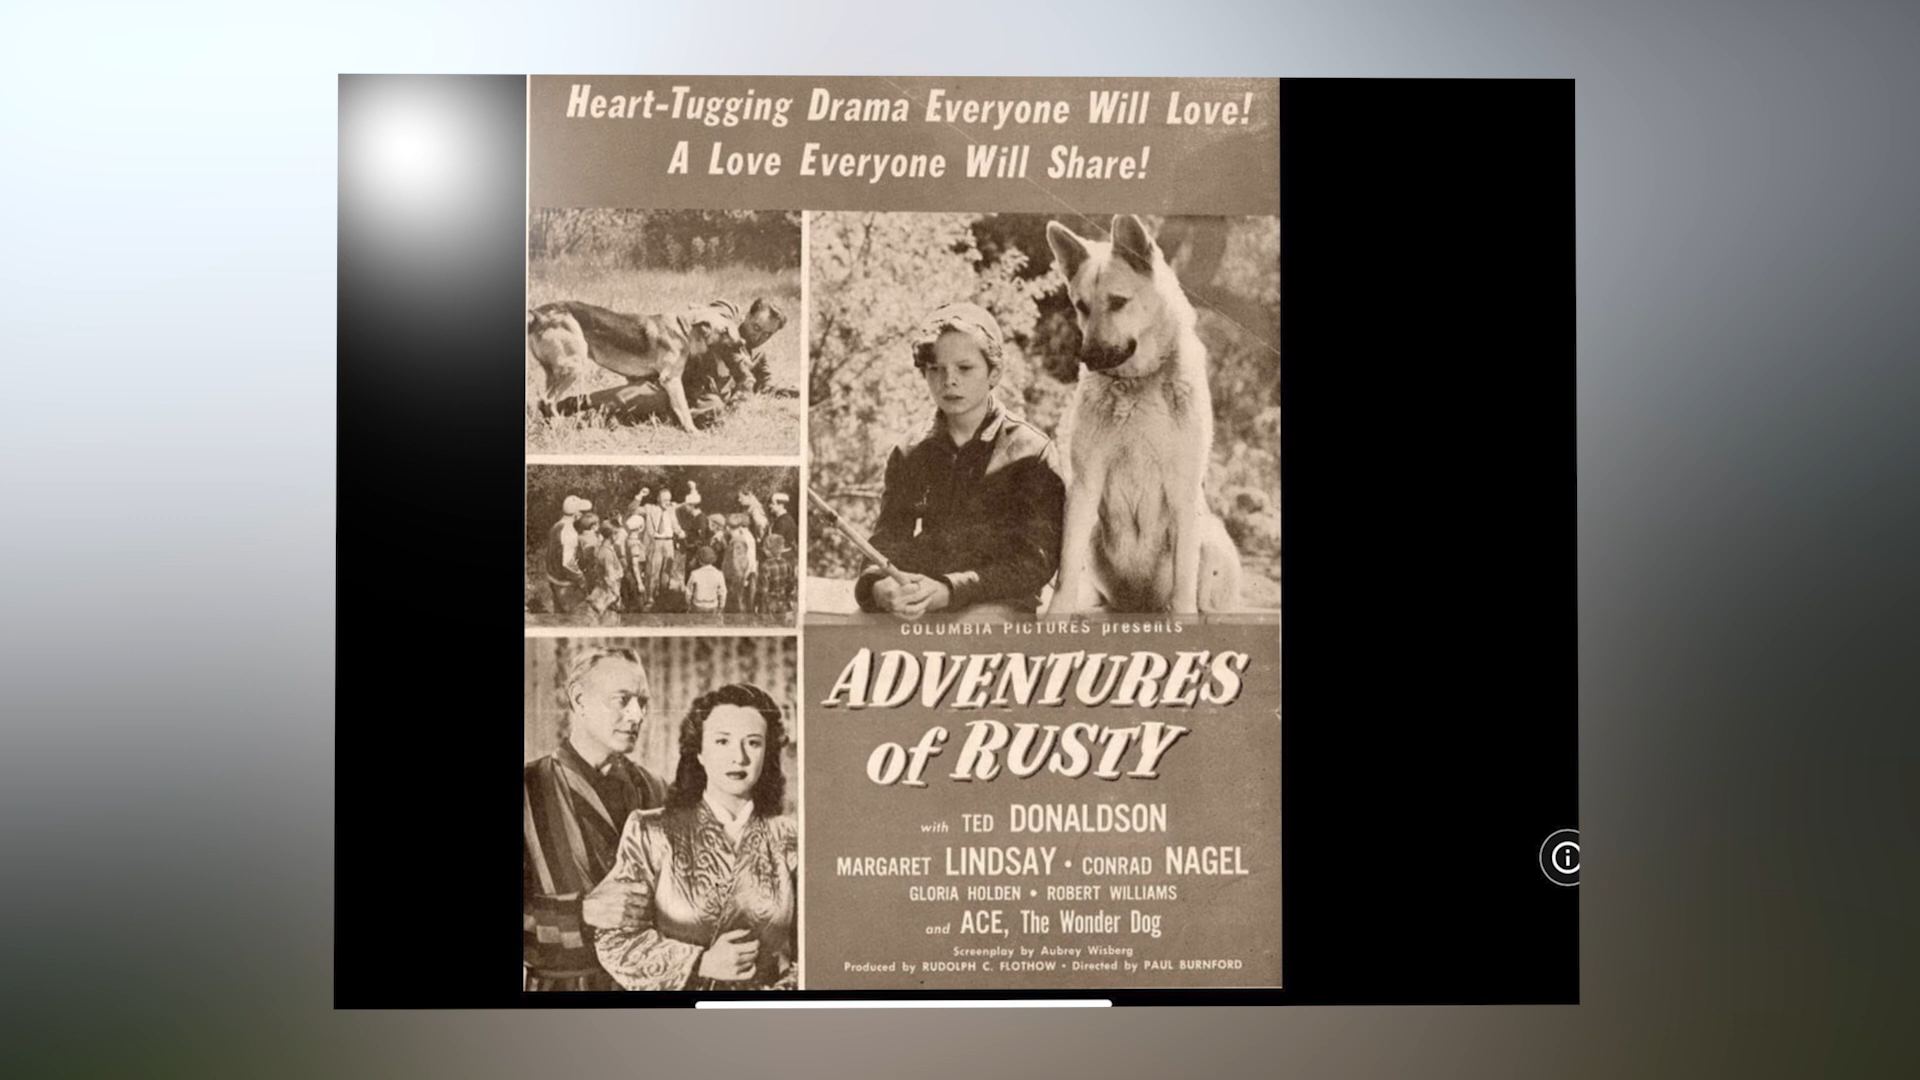 Heart-Tugging Drama Everyone Will Love!
A Love Everyone Will Share!
COLUMBIA PICTURES presents
ADVENTURES
of RUSTY
with TED DONALDSON
MARGARET LINDSAY • CONRAD NAGEL
GLORIA HOLDEN • ROBERT WILLIAMS
and ACE, The Wonder Dog
Screenplay by Aubrey Wisberg
Produced by RUDOLPH C. FLOTHOW • Directed by PAUL BURNFORD